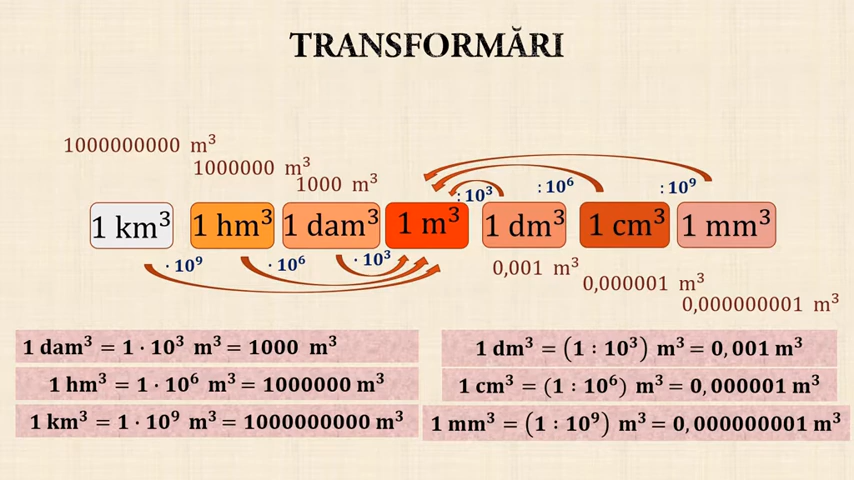 TRANSFORMĂRI
1000000000 m³
1000000 m³
1000 m³
: 10³ : 10⁶ : 10⁹
1 km³ 1 hm³ 1 dam³ 1 m³ 1 dm³ 1 cm³ 1 mm³
· 10⁹ · 10⁶ · 10³
0,001 m³
0,000001 m³
0,000000001 m³
1 dam³ = 1 · 10³ m³ = 1000 m³
1 hm³ = 1 · 10⁶ m³ = 1000000 m³
1 km³ = 1 · 10⁹ m³ = 1000000000 m³
1 dm³ = (1 : 10³) m³ = 0, 001 m³
1 cm³ = (1 : 10⁶) m³ = 0, 000001 m³
1 mm³ = (1 : 10⁹) m³ = 0, 000000001 m³